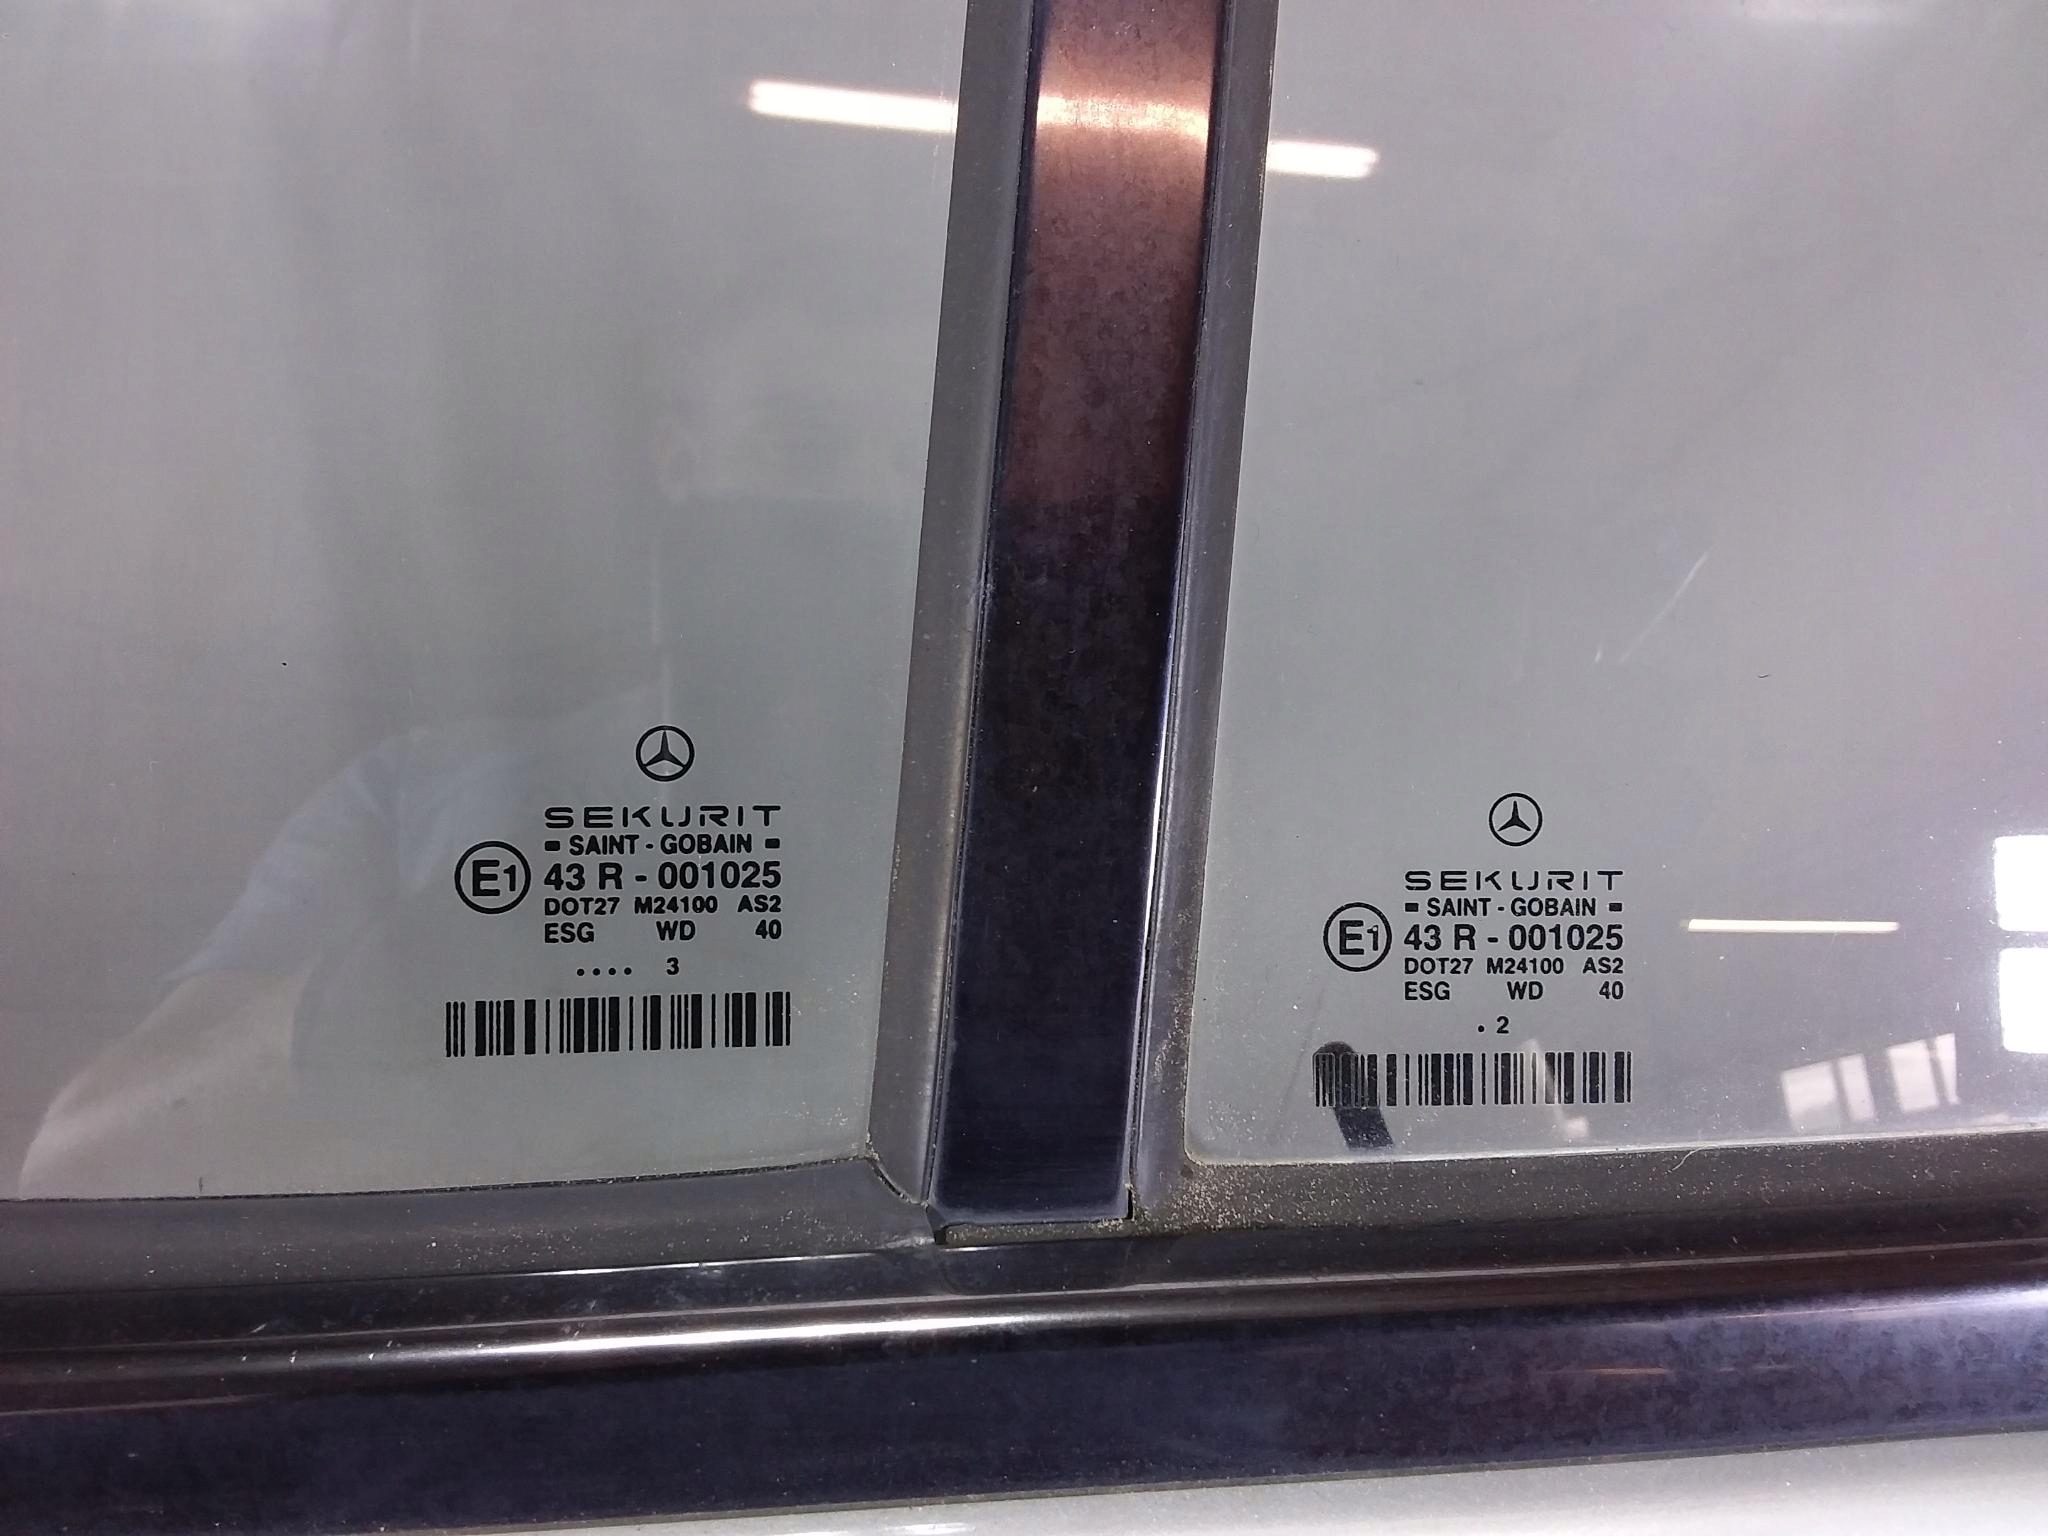 SEKURIT
SAINT - GOBAIN
E1 43 R - 001025
DOT27 M24100 AS2
ESG WD 40
.... 3
SEKURIT
SAINT - GOBAIN
E1 43 R - 001025
DOT27 M24100 AS2
ESG WD 40
. 2